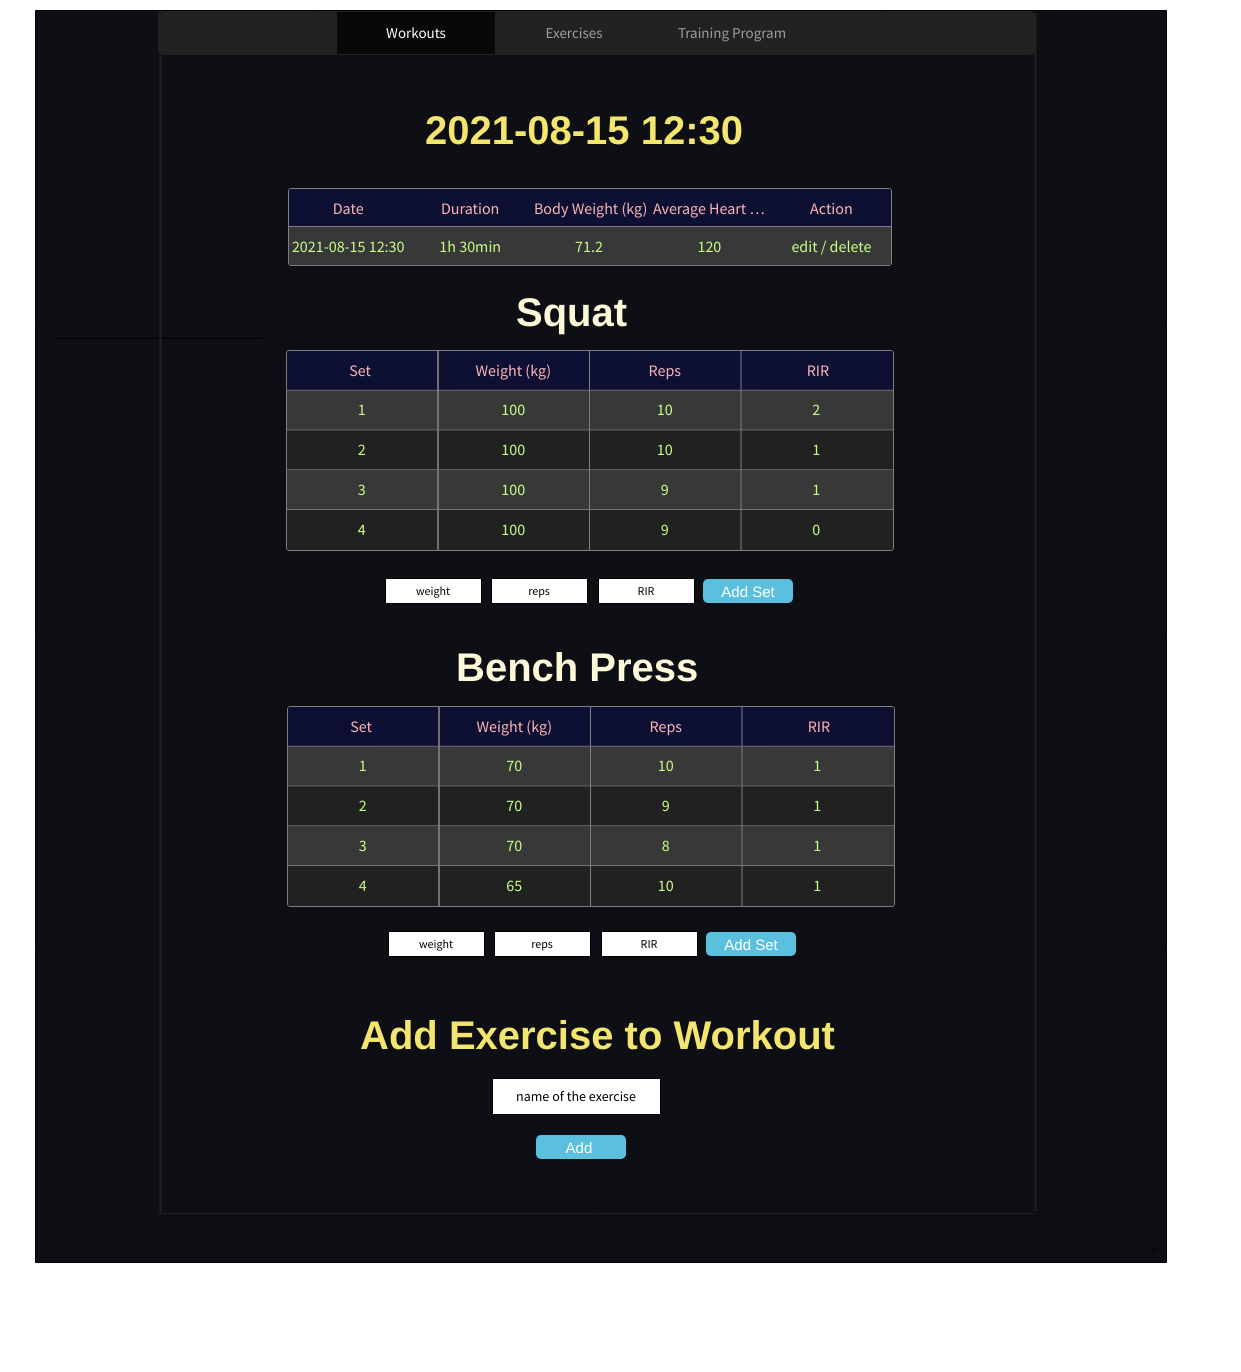 Workouts Exercises Training Program
2021-08-15 12:30
Date Duration Body Weight (kg) Average Heart ...
Action
2021-08-15 12:30 1h 30min 71.2 120 edit / delete
Squat
Set Weight (kg) Reps RIR
1 100 10 2
2 100 10 1
3 100 9 1
4 100 9 0
weight reps RIR Add Set
Bench Press
Set Weight (kg) Reps RIR
1 70 10 1
2 70 9 1
3 70 8 1
4 65 10 1
weight reps RIR Add Set
Add Exercise to Workout
name of the exercise
Add